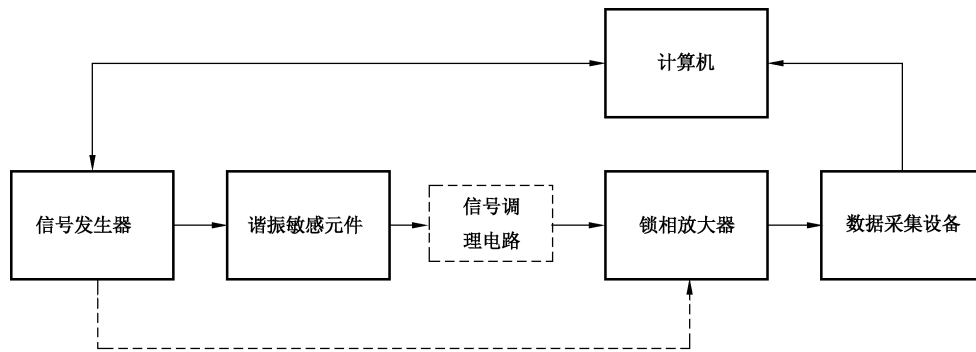 计算机
信号发生器
谐振敏感元件
信号调
理电路
锁相放大器
数据采集设备